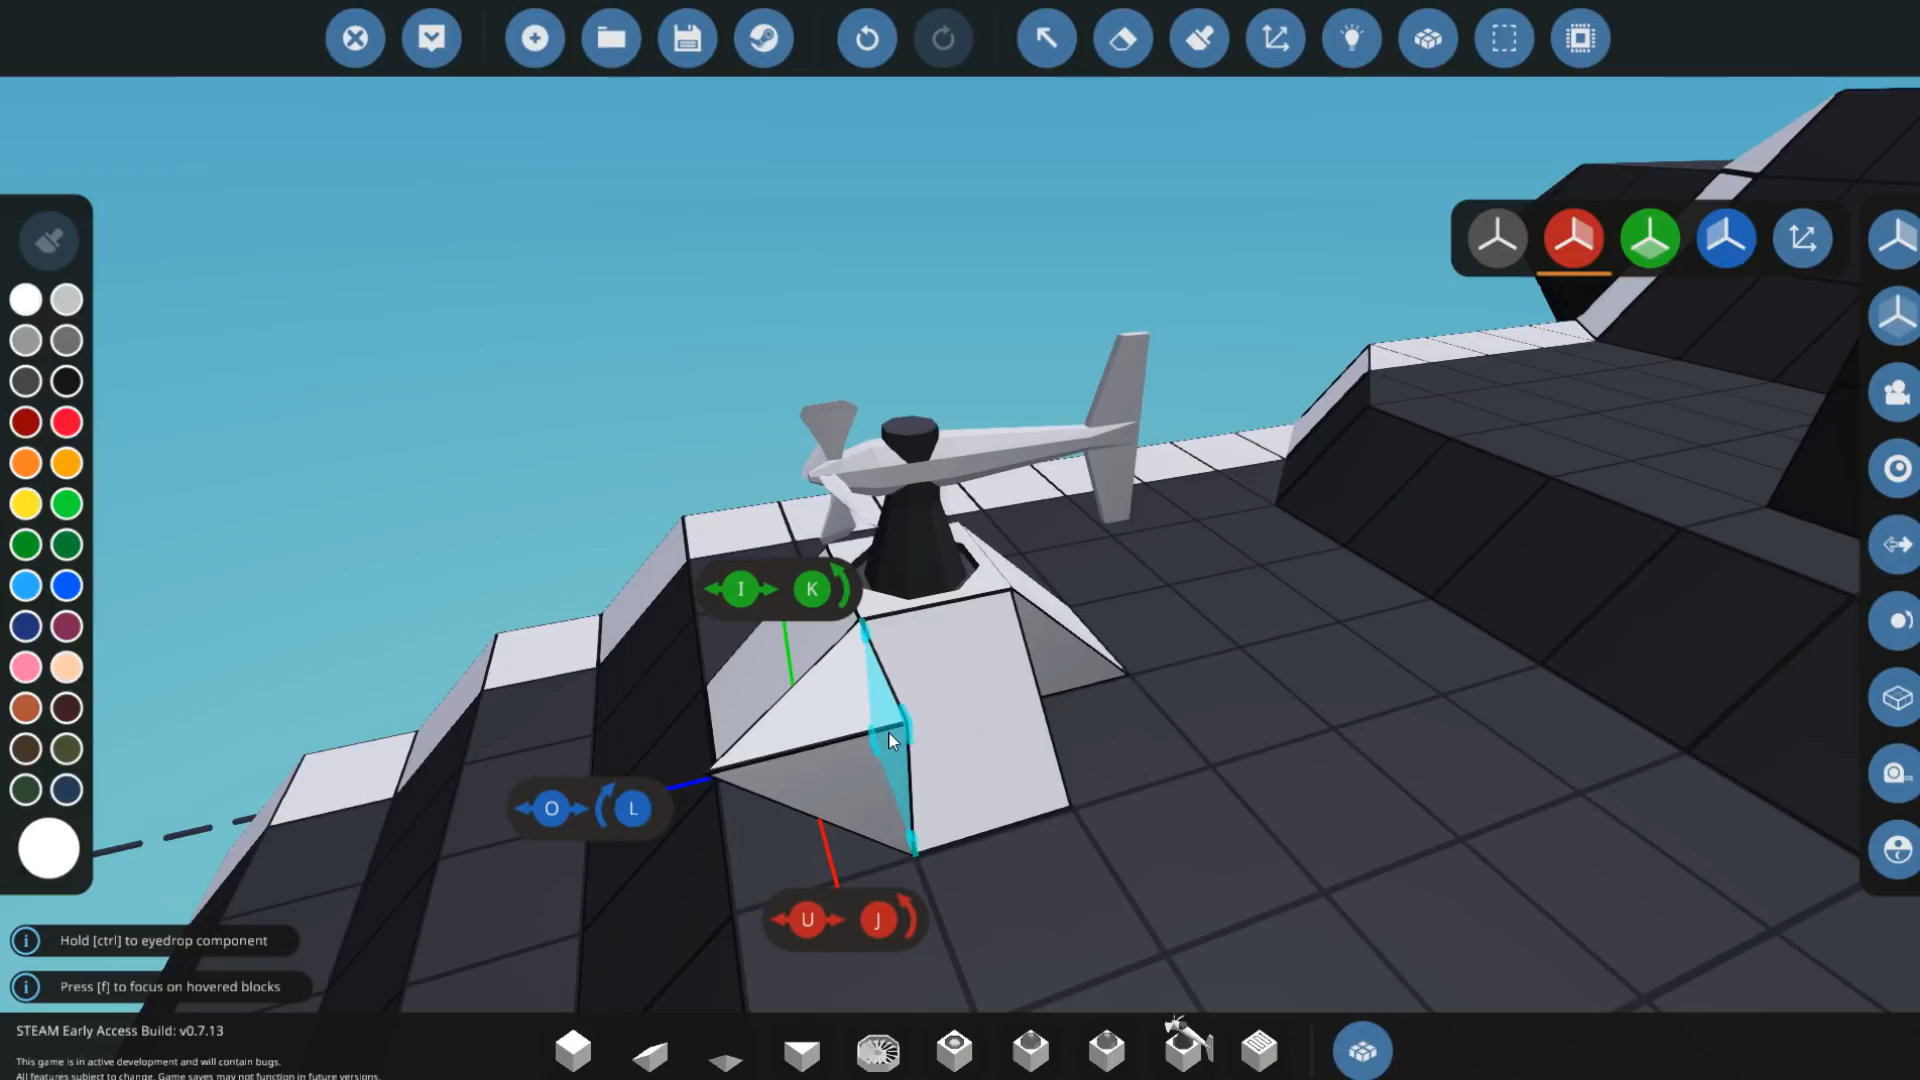 I K
O L
U J
Hold [ctrl] to eyedrop component
Press [f] to focus on hovered blocks
STEAM Early Access Build: v0.7.13
This game is in active development and will contain bugs.
All features subject to change. Game saves may not function in future versions.